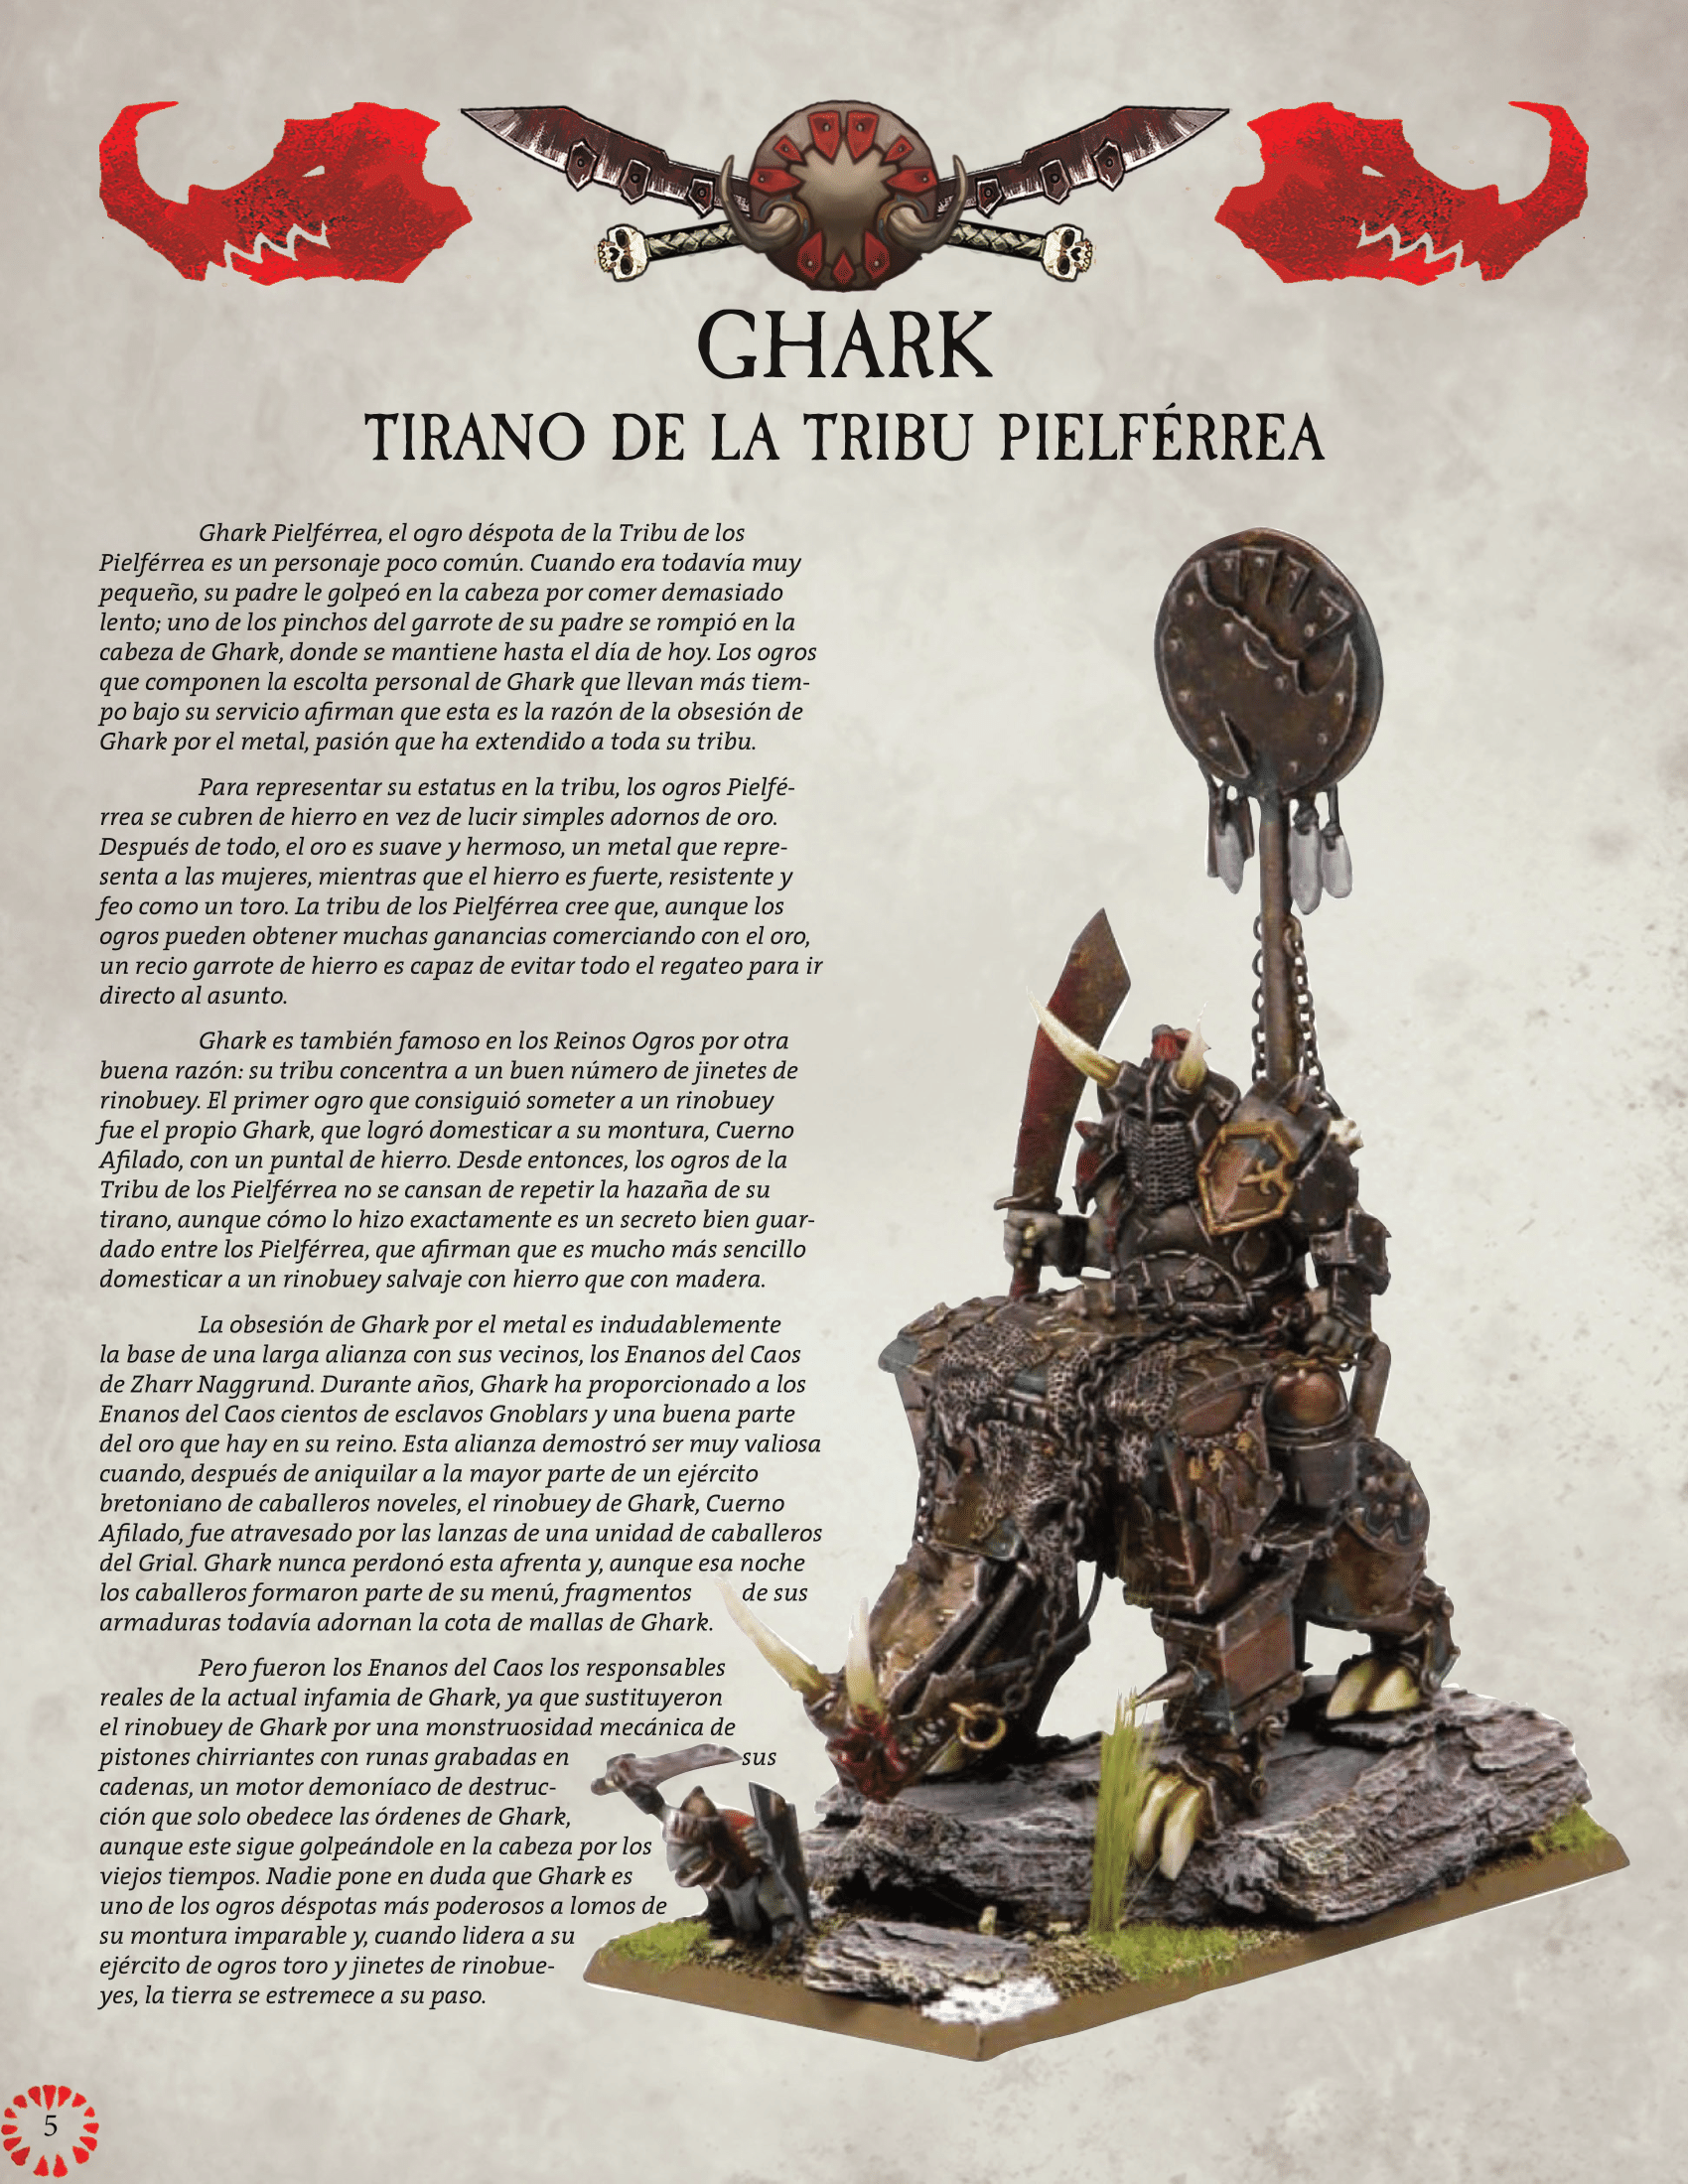 GHARK
TIRANO DE LA TRIBU PIELFÉRREA
Ghark Pielférrea, el ogro déspota de la Tribu de los
Pielférrea es un personaje poco común. Cuando era todavía muy
pequeño, su padre le golpeó en la cabeza por comer demasiado
lento; uno de los pinchos del garrote de su padre se rompió en la
cabeza de Ghark, donde se mantiene hasta el día de hoy. Los ogros
que componen la escolta personal de Ghark que llevan más tiem-
po bajo su servicio afirman que esta es la razón de la obsesión de
Ghark por el metal, pasión que ha extendido a toda su tribu.
Para representar su estatus en la tribu, los ogros Pielfé-
rrea se cubren de hierro en vez de lucir simples adornos de oro.
Después de todo, el oro es suave y hermoso, un metal que repre-
senta a las mujeres, mientras que el hierro es fuerte, resistente y
feo como un toro. La tribu de los Pielférrea cree que, aunque los
ogros pueden obtener muchas ganancias comerciando con el oro,
un recio garrote de hierro es capaz de evitar todo el regateo para ir
directo al asunto.
Ghark es también famoso en los Reinos Ogros por otra
buena razón: su tribu concentra a un buen número de jinetes de
rinobuey. El primer ogro que consiguió someter a un rinobuey
fue el propio Ghark, que logró domesticar a su montura, Cuerno
Afilado, con un puntal de hierro. Desde entonces, los ogros de la
Tribu de los Pielférrea no se cansan de repetir la hazaña de su
tirano, aunque cómo lo hizo exactamente es un secreto bien guar-
dado entre los Pielférrea, que afirman que es mucho más sencillo
domesticar a un rinobuey salvaje con hierro que con madera.
La obsesión de Ghark por el metal es indudablemente
la base de una larga alianza con sus vecinos, los Enanos del Caos
de Zharr Naggrund. Durante años, Ghark ha proporcionado a los
Enanos del Caos cientos de esclavos Gnoblars y una buena parte
del oro que hay en su reino. Esta alianza demostró ser muy valiosa
cuando, después de aniquilar a la mayor parte de un ejército
bretoniano de caballeros noveles, el rinobuey de Ghark, Cuerno
Afilado, fue atravesado por las lanzas de una unidad de caballeros
del Grial. Ghark nunca perdonó esta afrenta y, aunque esa noche
los caballeros formaron parte de su menú, fragmentos de sus
armaduras todavía adornan la cota de mallas de Ghark.
Pero fueron los Enanos del Caos los responsables
reales de la actual infamia de Ghark, ya que sustituyeron
el rinobuey de Ghark por una monstruosidad mecánica de
pistones chirriantes con runas grabadas en sus
cadenas, un motor demoníaco de destruc-
ción que solo obedece las órdenes de Ghark,
aunque este sigue golpeándole en la cabeza por los
viejos tiempos. Nadie pone en duda que Ghark es
uno de los ogros déspotas más poderosos a lomos de
su montura imparable y, cuando lidera a su
ejército de ogros toro y jinetes de rinobue-
yes, la tierra se estremece a su paso.
5